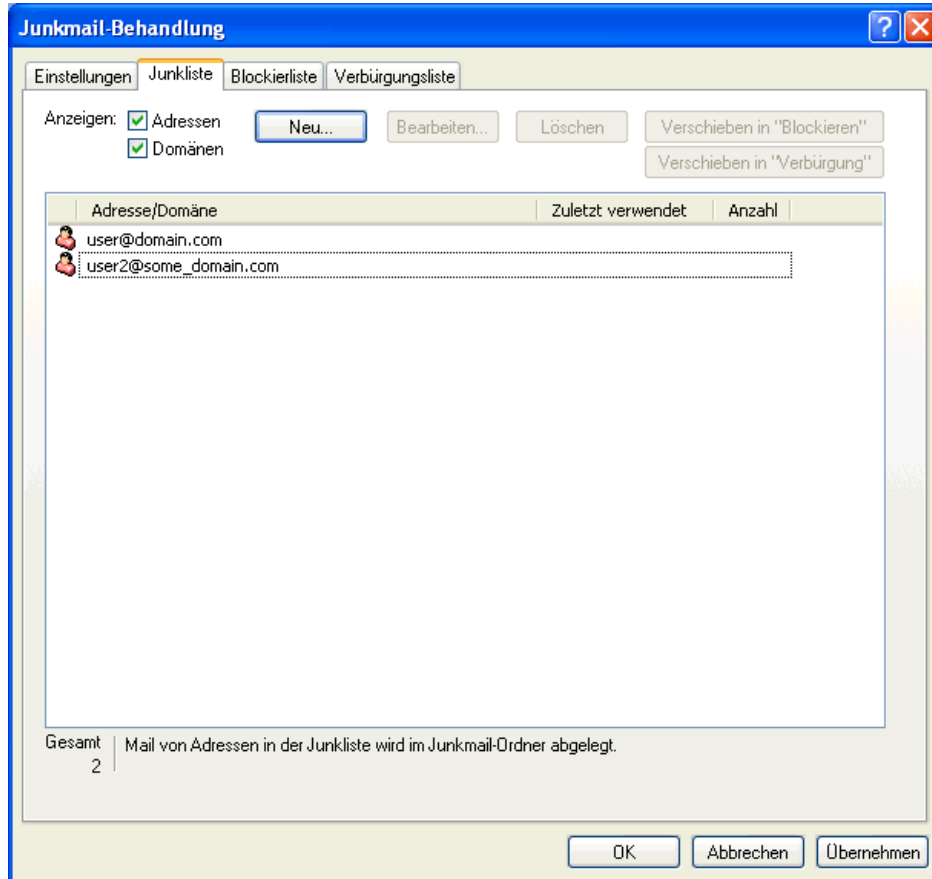 Junkmail-Behandlung
Einstellungen Junkliste Blockierliste Verbürgungsliste
Anzeigen: Adressen Neu... Bearbeiten... Löschen Verschieben in "Blockieren"
Domänen Verschieben in "Verbürgung"
Adresse/Domäne Zuletzt verwendet Anzahl
user@domain.com
user2@some_domain.com
Gesamt Mail von Adressen in der Junkliste wird im Junkmail-Ordner abgelegt.
2
OK Abbrechen Übernehmen